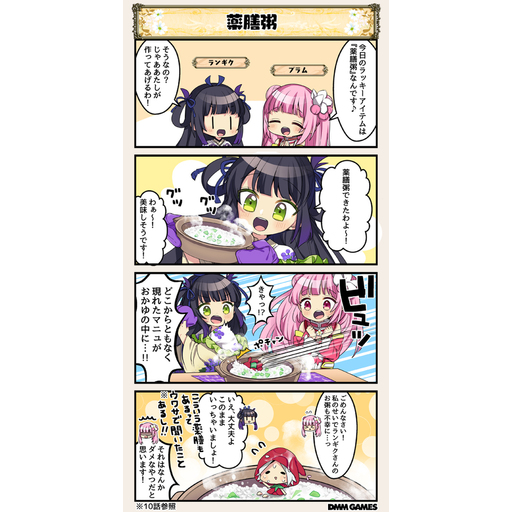 薬膳粥
ランギク
プラム
今日のラッキーアイテムは
『薬膳粥』なんです♪
そうなの?
じゃああたしが
作ってあげるわ!
薬膳粥できたわよ~!
グツ
グツ
わぁ~!
美味しそうです!
ビュッ
きゃっ!?
ポチャン
どこからともなく
現れたマニュが
おかゆの中に…!!
ごめんなさい!
私のせいでランギクさんの
お粥も不幸に…
いえ、大丈夫よ
このまま
いっちゃいましょ!
こういう薬膳も
あるって
ウワサで聞いたこと
あるし!!
それはなんか
ダメなやつだと
思います!
※10話参照
DMM GAMES